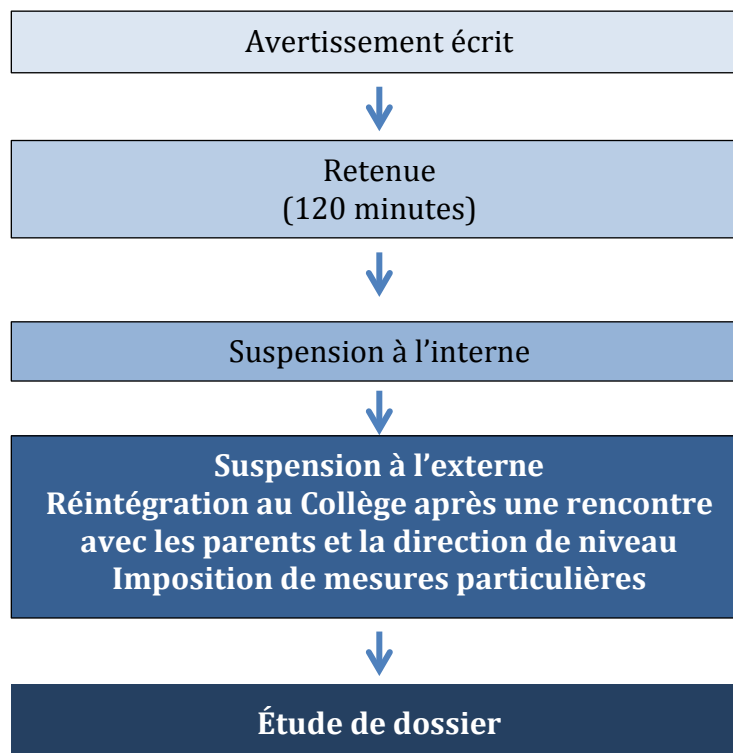 Avertissement écrit
Retenue
(120 minutes)
Suspension à l’interne
Suspension à l’externe
Réintégration au Collège après une rencontre
avec les parents et la direction de niveau
Imposition de mesures particulières
Étude de dossier